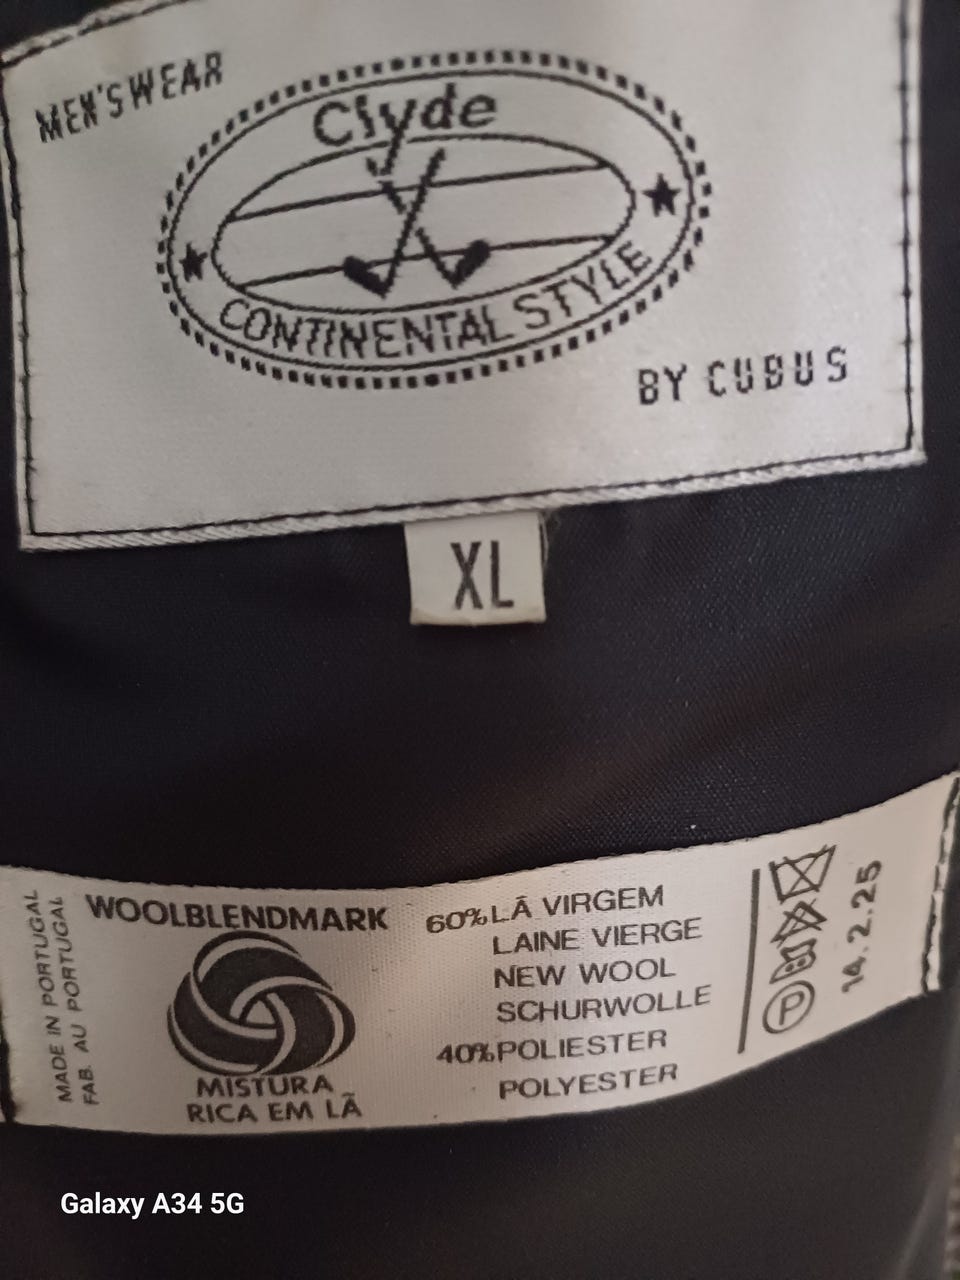 MEN'S WEAR
Clyde
CONTINENTAL STYLE
BY CUBUS
XL
MADE IN PORTUGAL
FAB. AU PORTUGAL
WOOLBLENDMARK
MISTURA
RICA EM LÃ
60% LÃ VIRGEM
LAINE VIERGE
NEW WOOL
SCHURWOLLE
40% POLIESTER
POLYESTER
P
14.2.25
Galaxy A34 5G